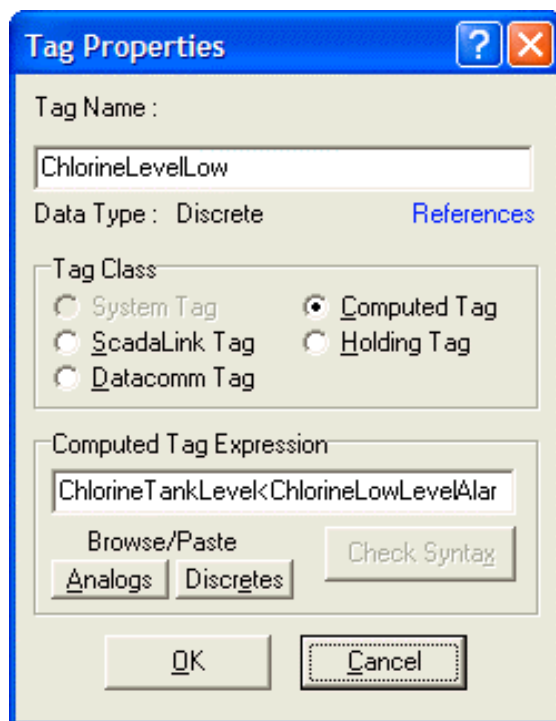 Tag Properties
?
Tag Name :
ChlorineLevelLow
Data Type : Discrete References
Tag Class
System Tag Computed Tag
ScadaLink Tag Holding Tag
Datacomm Tag
Computed Tag Expression
ChlorineTankLevel<ChlorineLowLevelAlar
Browse/Paste Check Syntax
Analogs Discretes
OK Cancel